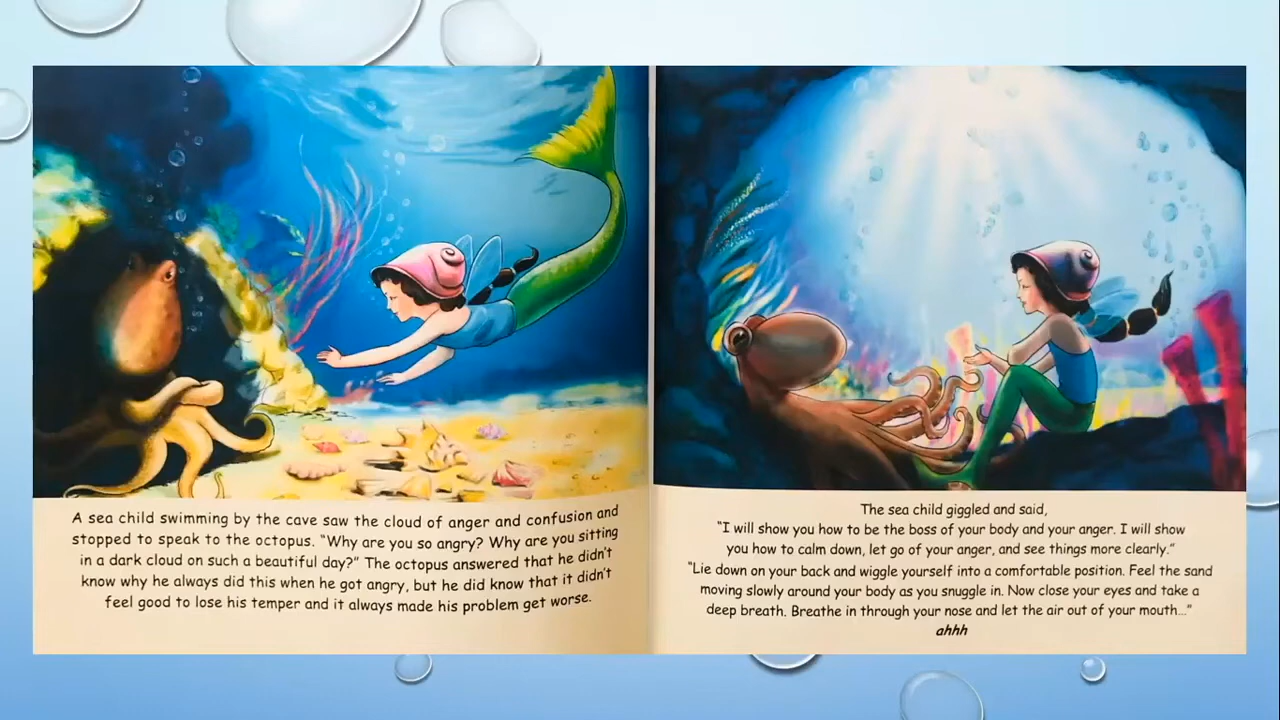 A sea child swimming by the cave saw the cloud of anger and confusion and
stopped to speak to the octopus. "Why are you so angry? Why are you sitting
in a dark cloud on such a beautiful day?" The octopus answered that he didn't
know why he always did this when he got angry, but he did know that it didn't
feel good to lose his temper and it always made his problem get worse.
The sea child giggled and said,
"I will show you how to be the boss of your body and your anger. I will show
you how to calm down, let go of your anger, and see things more clearly."
"Lie down on your back and wiggle yourself into a comfortable position. Feel the sand
moving slowly around your body as you snuggle in. Now close your eyes and take a
deep breath. Breathe in through your nose and let the air out of your mouth..."
ahhh